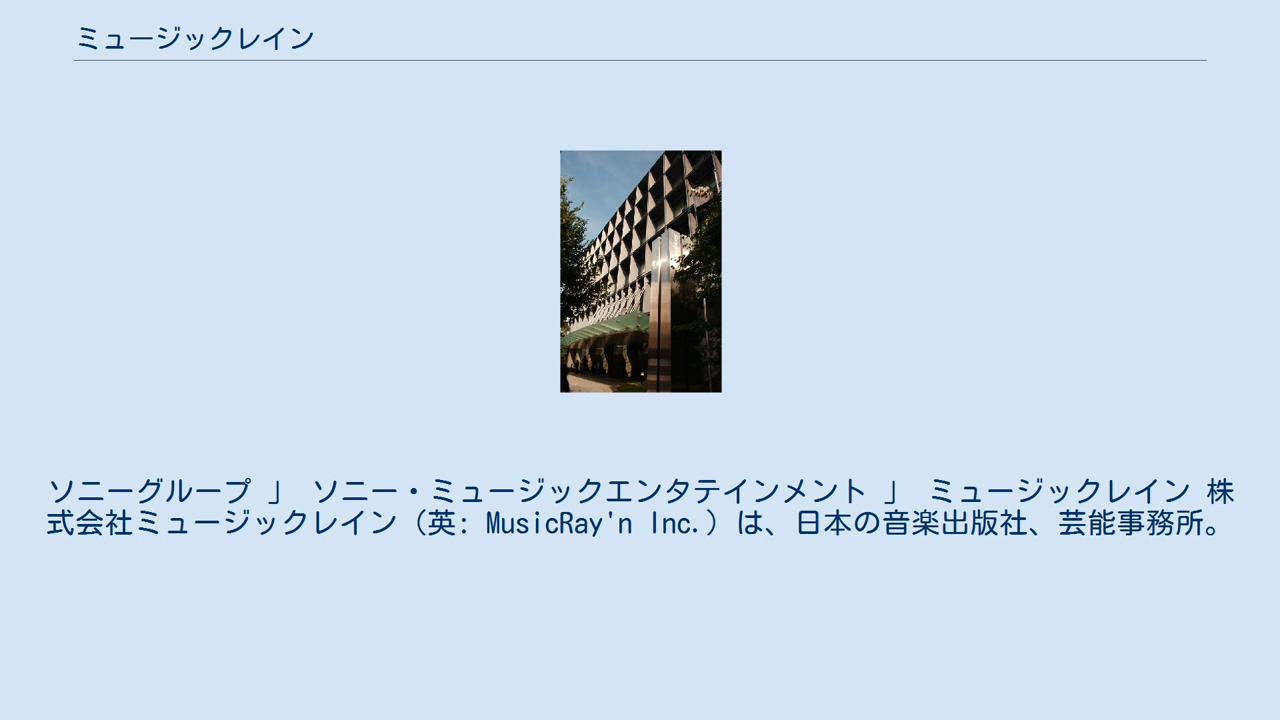 ミュージックレイン
ソニーグループ 」 ソニー・ミュージックエンタテインメント 」 ミュージックレイン 株
式会社ミュージックレイン（英: MusicRay'n Inc.）は、日本の音楽出版社、芸能事務所。